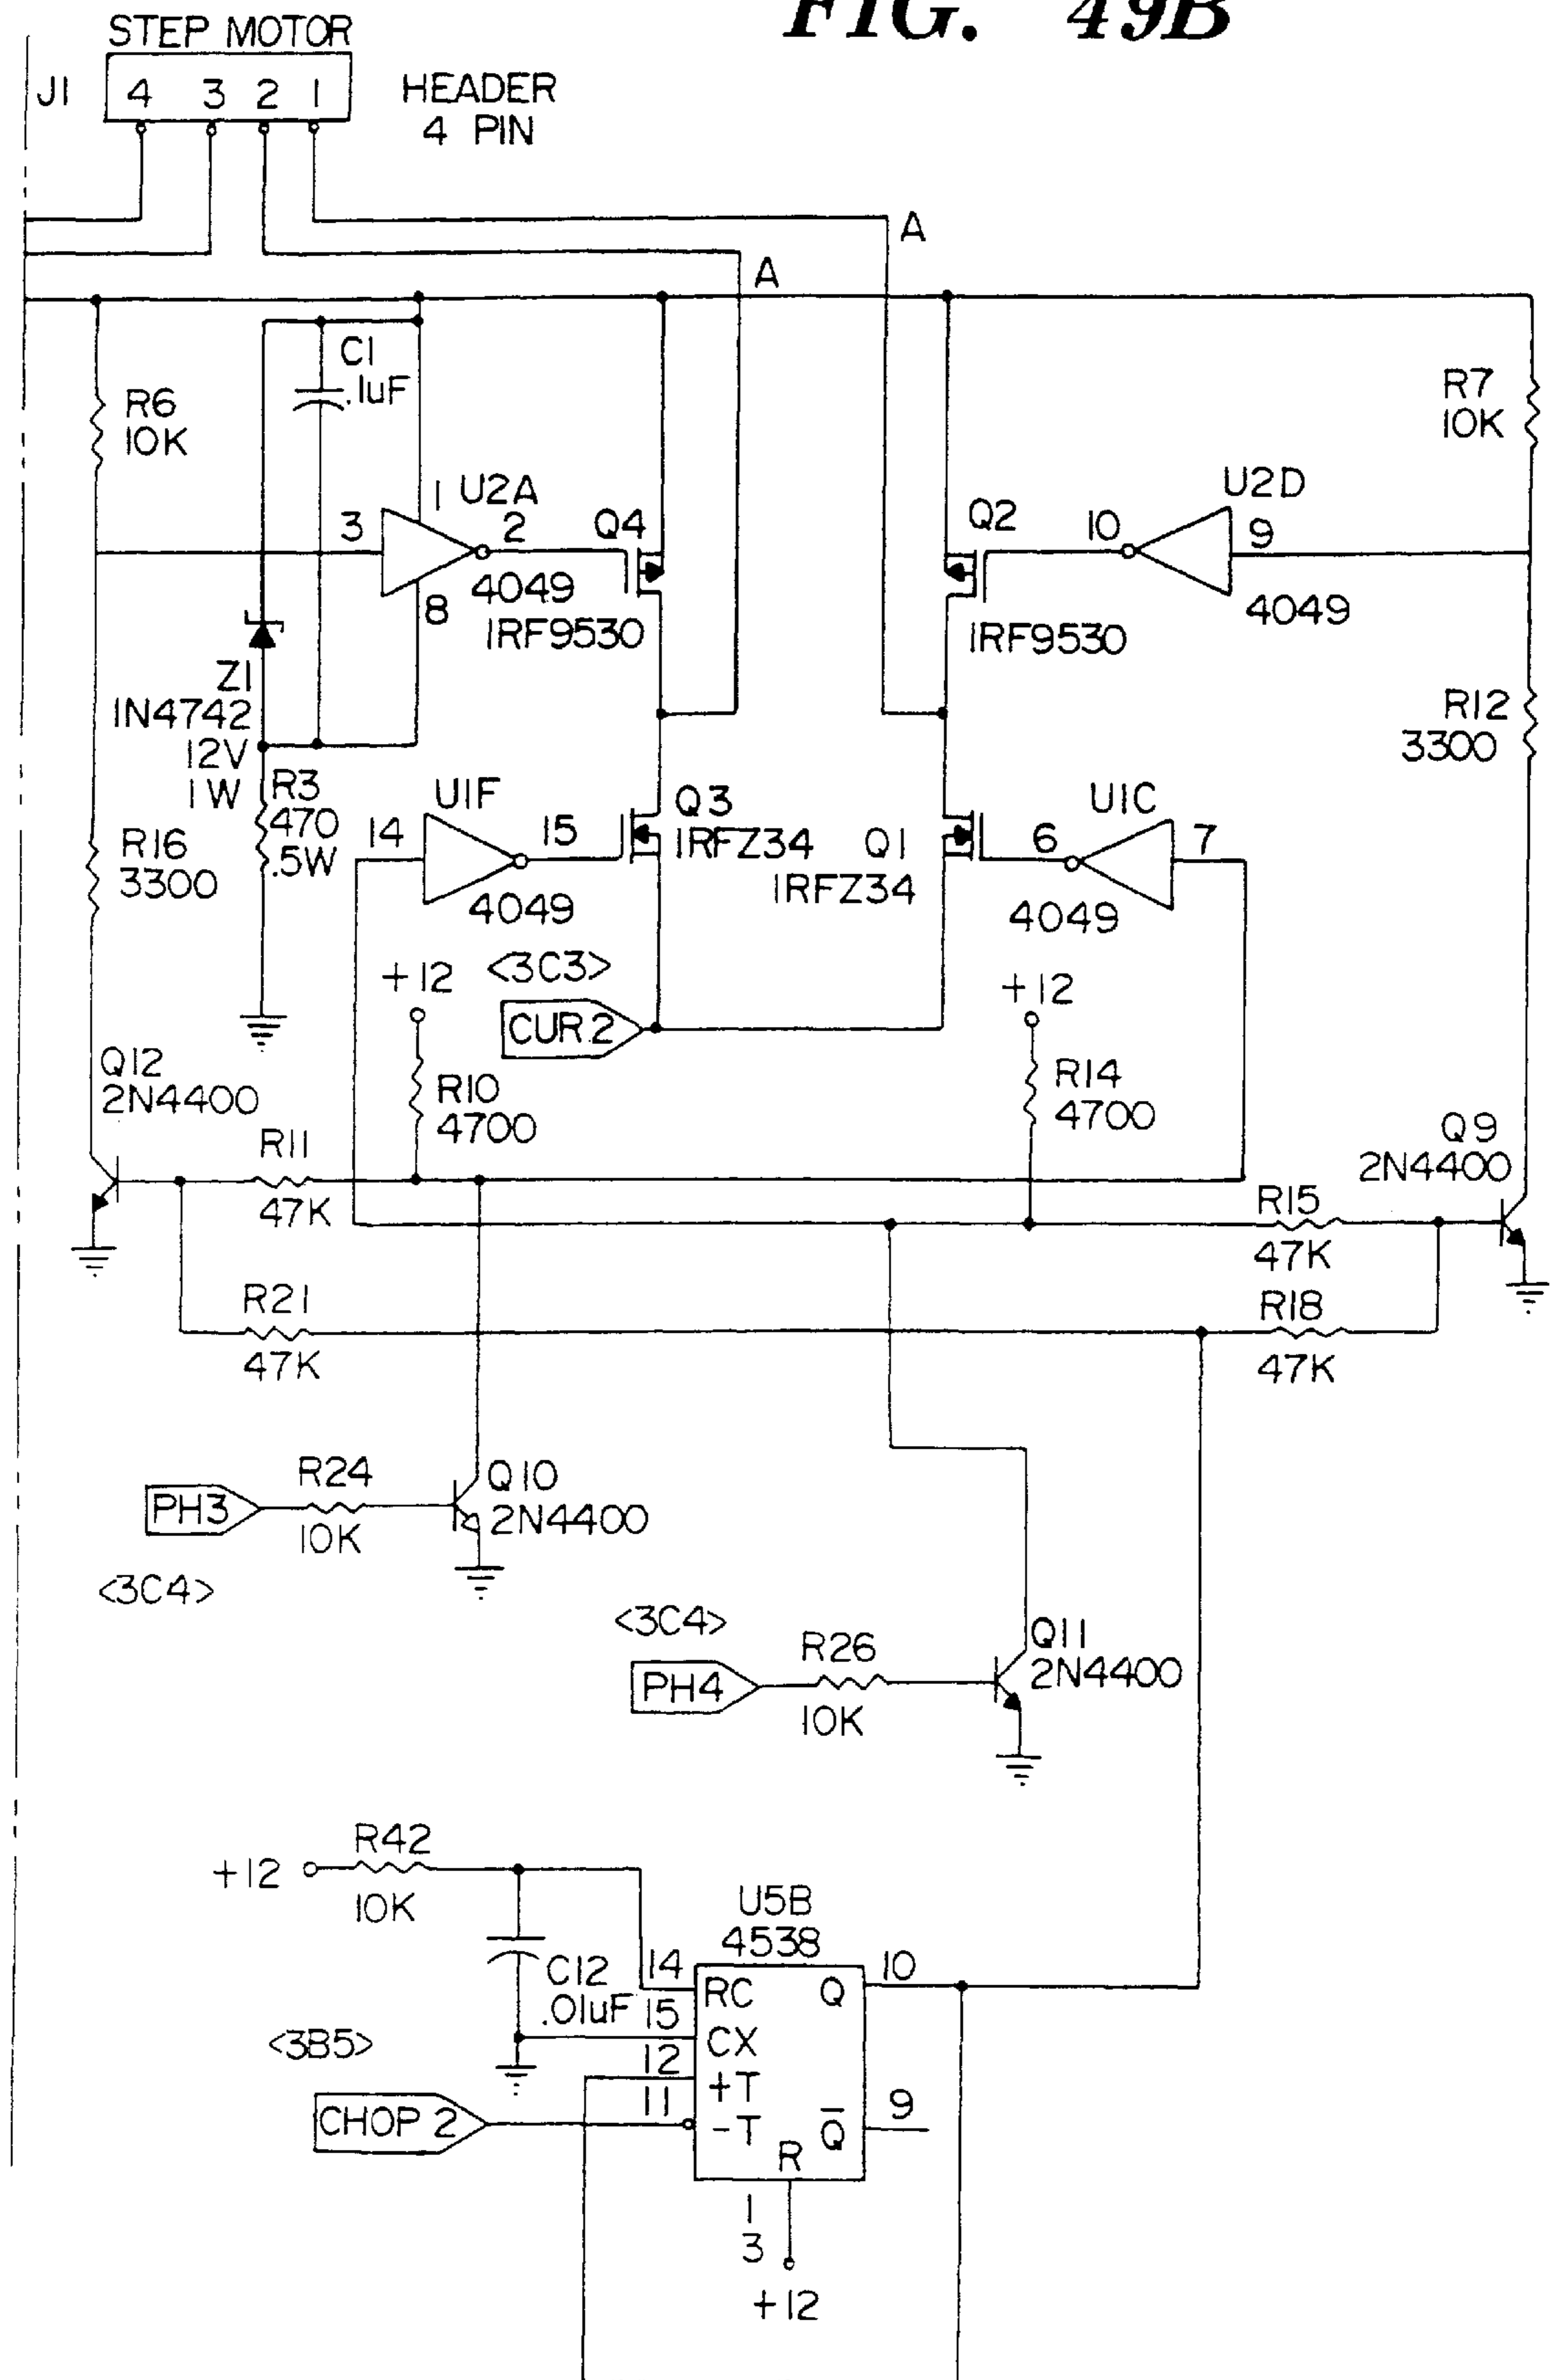 FIG. 49B
STEP MOTOR
J1
4 3 2 1
HEADER
4 PIN
A
A
C1
.1uF
R6
10K
R7
10K
1
U2A
3
2
4049
8
Q4
IRF9530
Q2
IRF9530
U2D
10
9
4049
Z1
1N4742
12V
1W
R3
470
.5W
R12
3300
R16
3300
U1F
14
15
4049
Q3
IRFZ34
Q1
IRFZ34
U1C
6
7
4049
<3C3>
CUR2
+12
R10
4700
+12
R14
4700
Q12
2N4400
R11
47K
Q9
2N4400
R15
47K
R21
47K
R18
47K
PH3
R24
10K
Q10
2N4400
<3C4>
<3C4>
PH4
R26
10K
Q11
2N4400
+12
R42
10K
C12
.01uF
U5B
4538
14
RC
Q
10
15
CX
12
+T
11
-T
R
Q̅
9
<3B5>
CHOP 2
1
3
+12